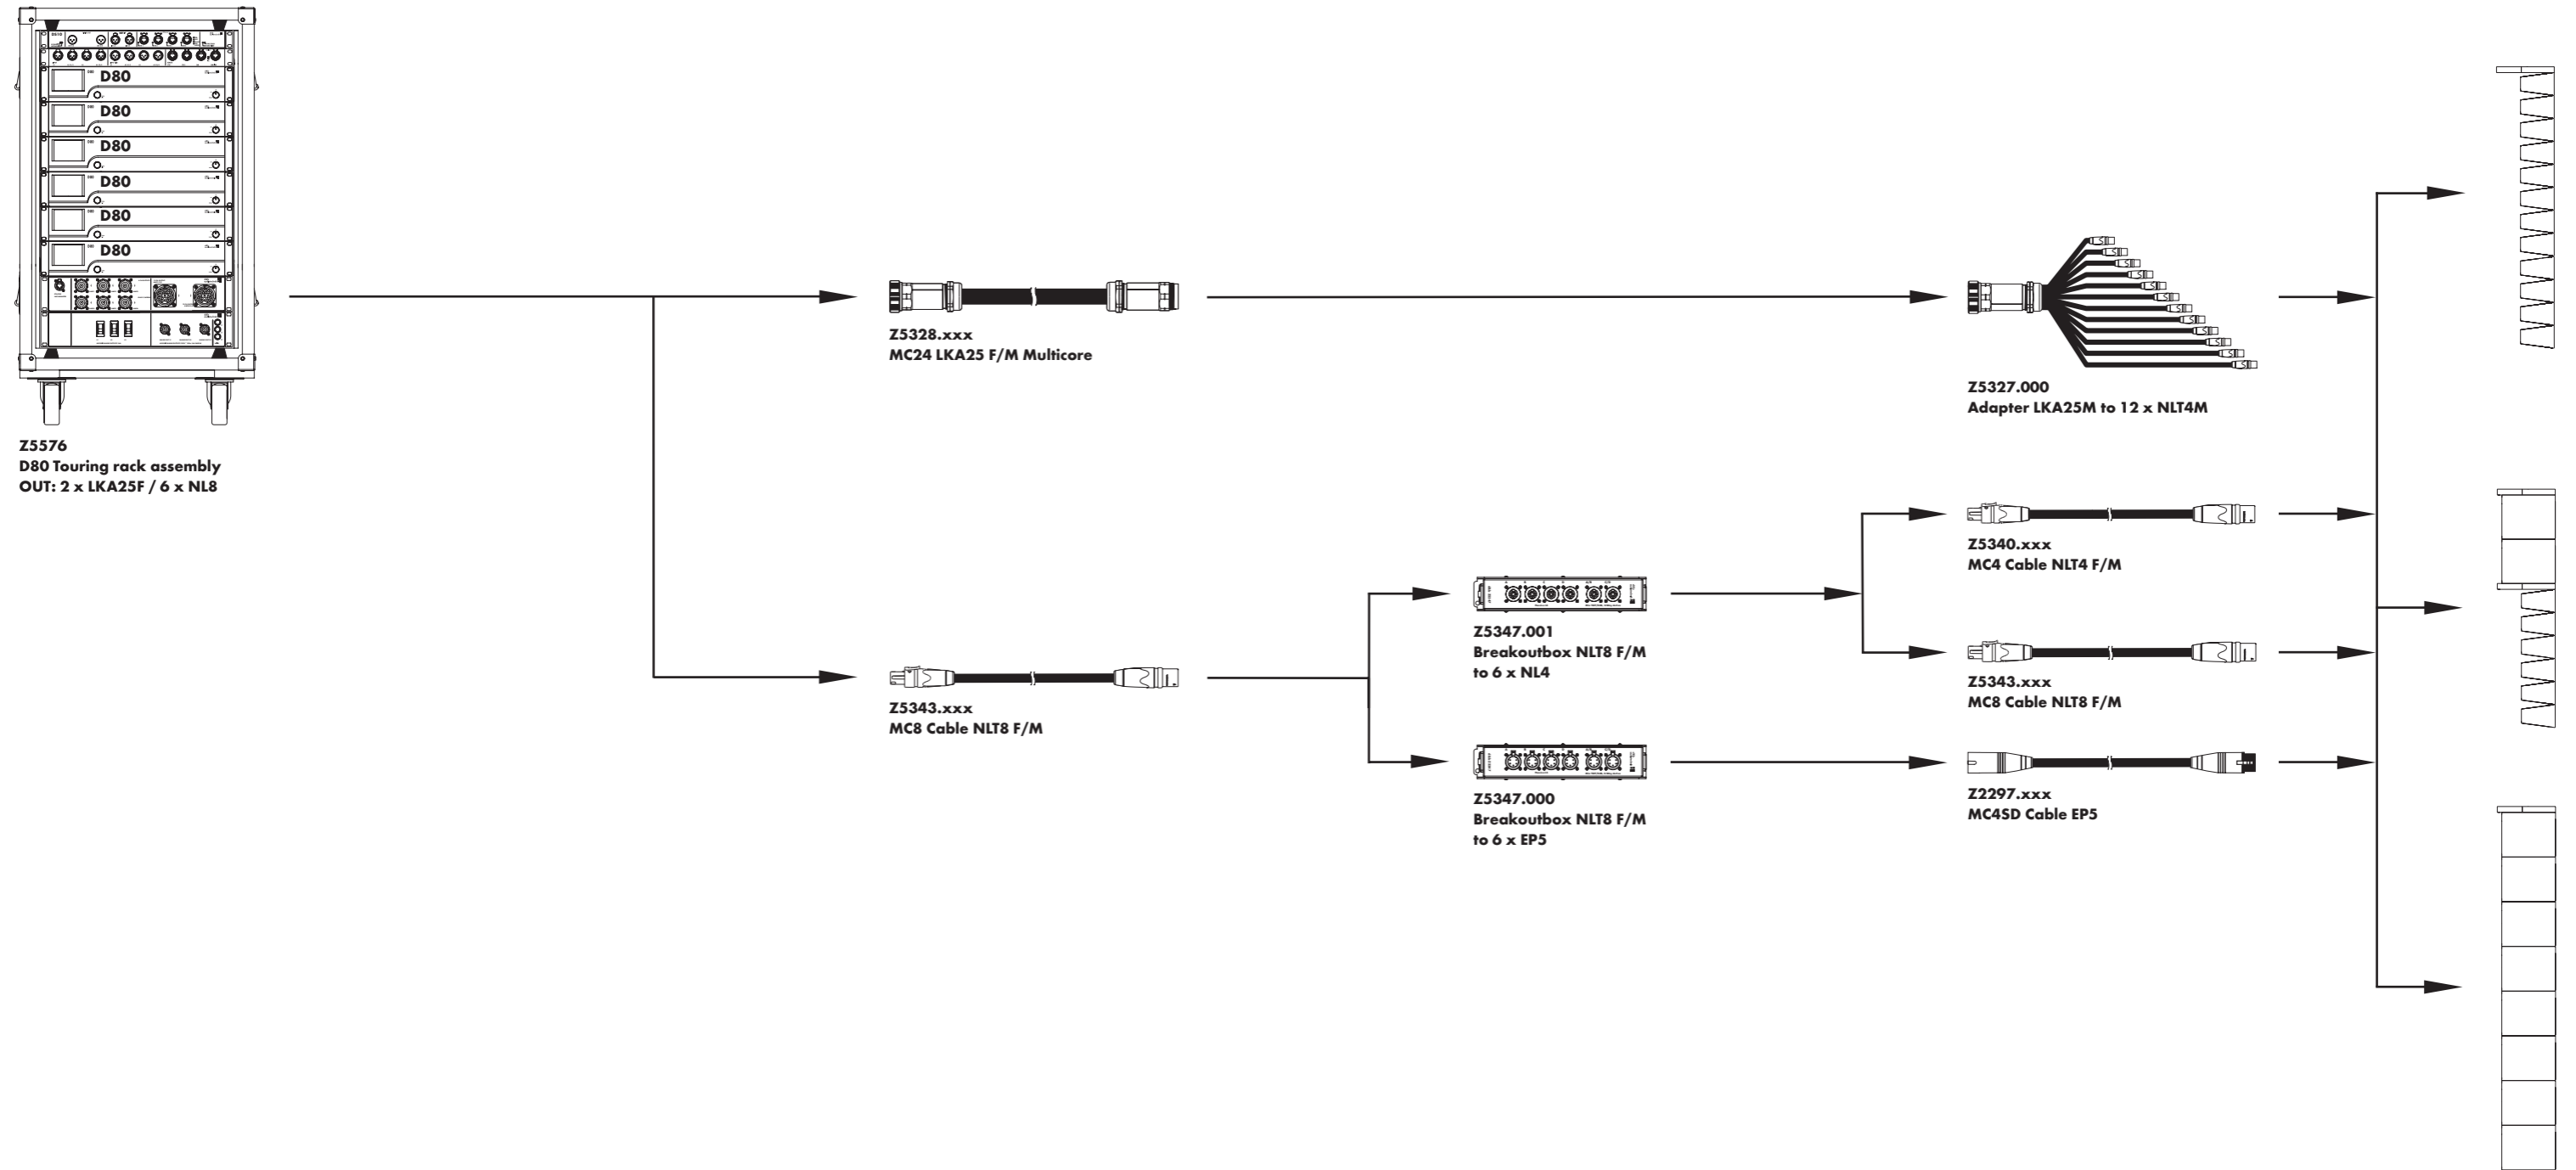 D80
D80
D80
D80
D80
D80
Z5576
D80 Touring rack assembly
OUT: 2 x LKA25F / 6 x NL8
Z5328.xxx
MC24 LKA25 F/M Multicore
Z5327.000
Adapter LKA25M to 12 x NLT4M
Z5343.xxx
MC8 Cable NLT8 F/M
Z5347.001
Breakoutbox NLT8 F/M
to 6 x NL4
Z5347.000
Breakoutbox NLT8 F/M
to 6 x EP5
Z5340.xxx
MC4 Cable NLT4 F/M
Z5343.xxx
MC8 Cable NLT8 F/M
Z2297.xxx
MC4SD Cable EP5